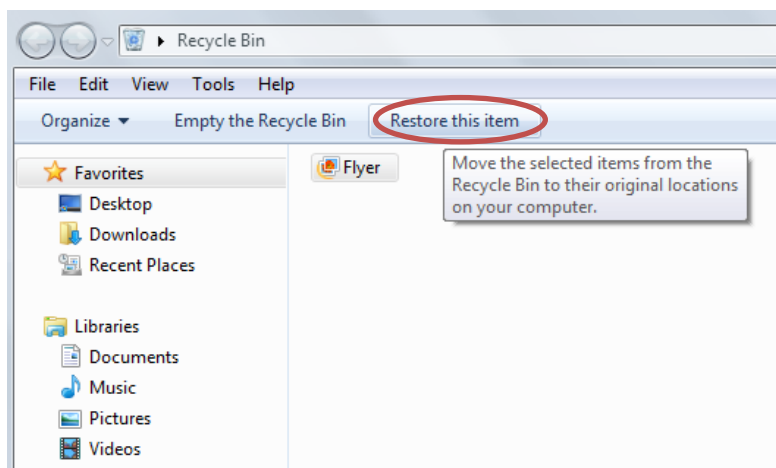 Recycle Bin
File Edit View Tools Help
Organize Empty the Recycle Bin Restore this item
Favorites
Desktop
Downloads
Recent Places
Libraries
Documents
Music
Pictures
Videos
Flyer
Move the selected items from the
Recycle Bin to their original locations
on your computer.